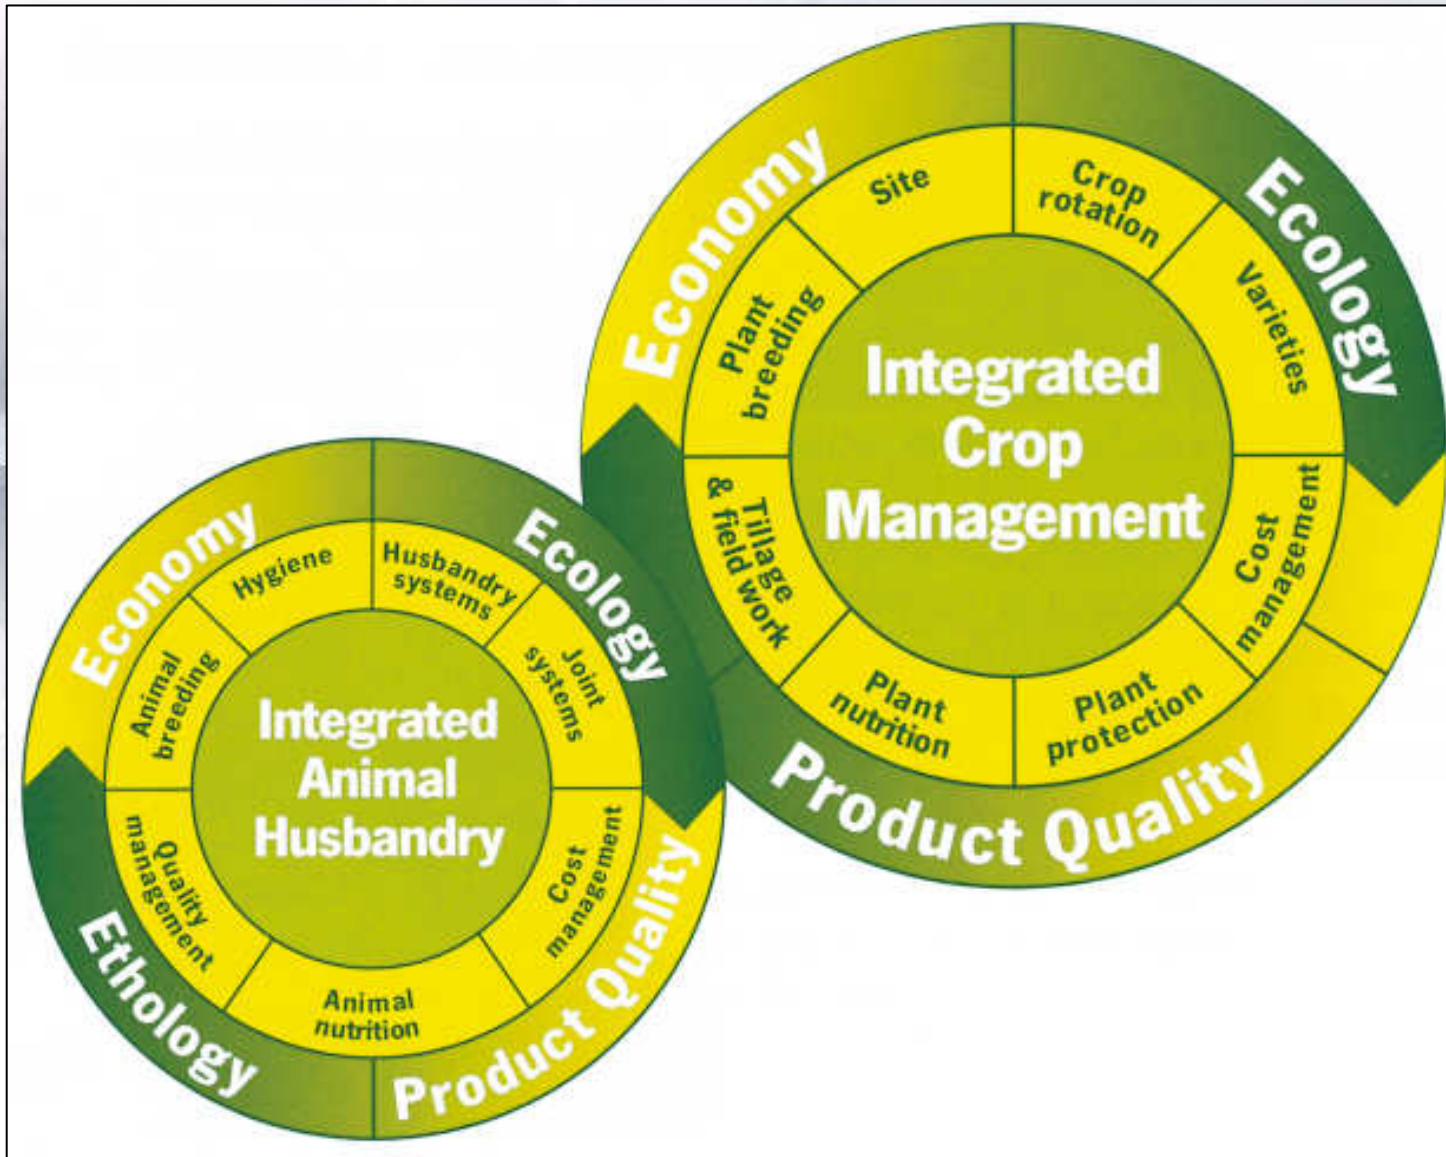 Economy
Ecology
Site
Crop
rotation
Varieties
Cost
management
Plant
protection
Plant
nutrition
Tillage
& field work
Plant
breeding
Integrated
Crop
Management
Product Quality
Economy
Ecology
Hygiene
Husbandry
systems
Joint
systems
Cost
management
Animal
nutrition
Quality
management
Animal
breeding
Integrated
Animal
Husbandry
Ethology
Product Quality